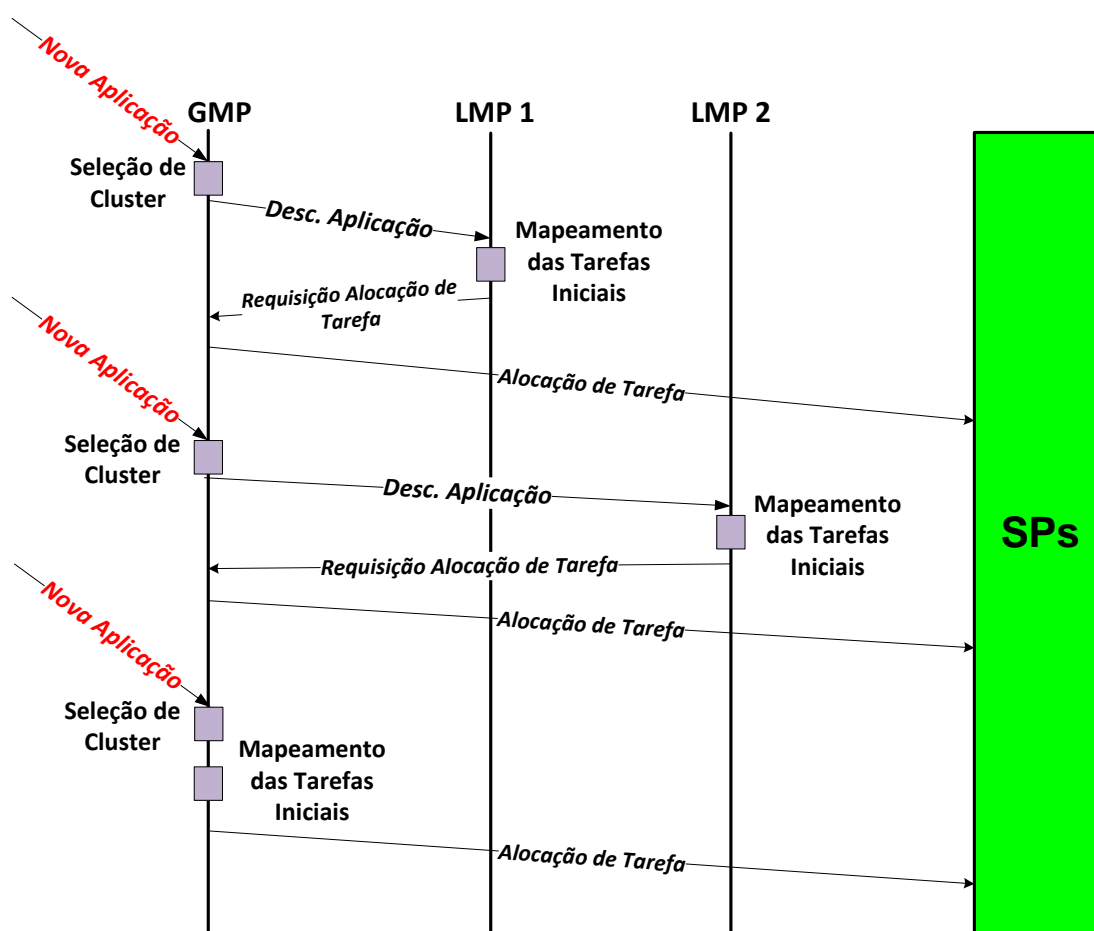 Nova Aplicação
GMP
LMP 1
LMP 2
Seleção de
Cluster
Desc. Aplicação
Mapeamento
das Tarefas
Iniciais
Requisição Alocação de
Tarefa
Nova Aplicação
Alocação de Tarefa
Seleção de
Cluster
Desc. Aplicação
Mapeamento
das Tarefas
Iniciais
SPs
Requisição Alocação de Tarefa
Nova Aplicação
Alocação de Tarefa
Seleção de
Cluster
Mapeamento
das Tarefas
Iniciais
Alocação de Tarefa